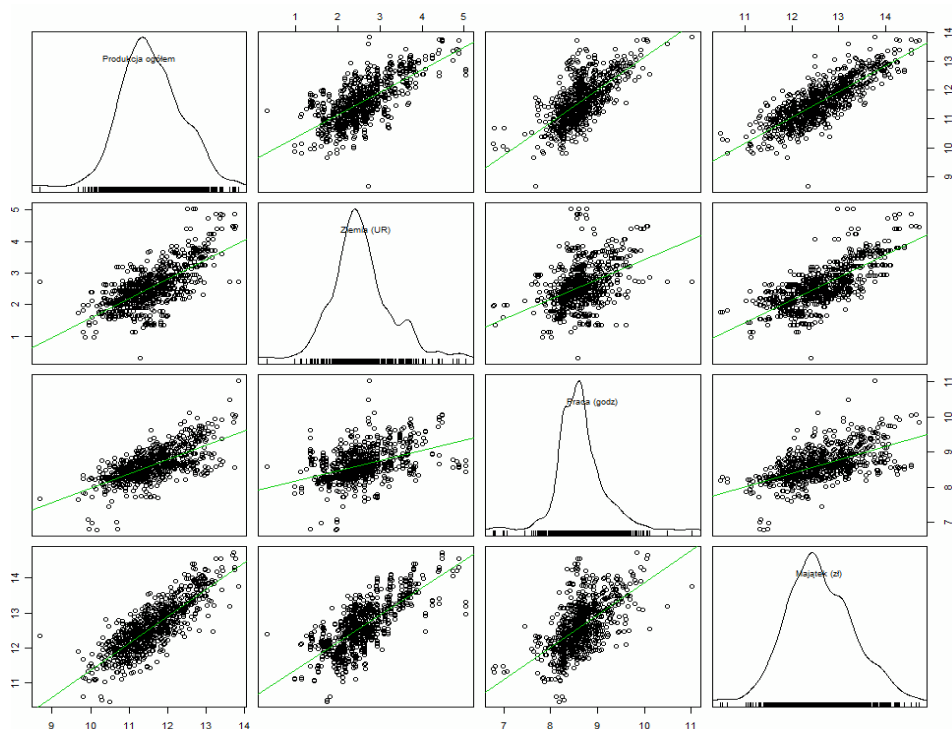 1 2 3 4 5
11 12 13 14
Produkcja ogółem
9 10 11 12 13 14
1 2 3 4 5
Ziemia (UR)
Praca (godz)
7 8 9 10 11
11 12 13 14
Majątek (zł)
9 10 11 12 13 14
7 8 9 10 11